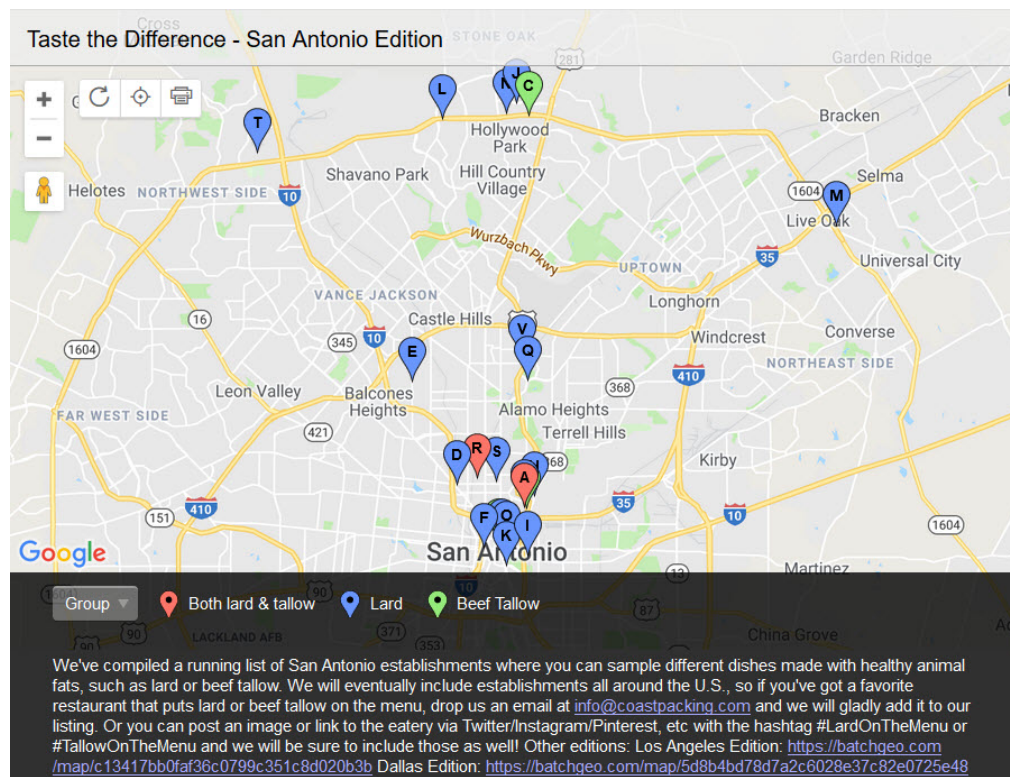 Cross
Taste the Difference - San Antonio Edition
STONE OAK
281
Garden Ridge
L
N
J
C
+
T
Hollywood
Park
Bracken
−
Shavano Park
Hill Country
Village
Selma
Helotes
NORTHWEST SIDE
10
1604
M
Live Oak
Wurzbach Pkwy
35
UPTOWN
Universal City
VANCE JACKSON
Longhorn
16
Castle Hills
V
345
10
Windcrest
Converse
1604
E
Q
NORTHEAST SIDE
410
Leon Valley
Balcones
Heights
368
FAR WEST SIDE
Alamo Heights
421
Terrell Hills
D
R
S
368
Kirby
A
410
35
10
151
F
O
I
1604
K
Google
San Antonio
Martinez
10
13
1604
90
Group
Both lard & tallow
Lard
Beef Tallow
87
90
90
LACKLAND AFB
371
353
China Grove
We've compiled a running list of San Antonio establishments where you can sample different dishes made with healthy animal
fats, such as lard or beef tallow. We will eventually include establishments all around the U.S., so if you've got a favorite
restaurant that puts lard or beef tallow on the menu, drop us an email at info@coastpacking.com and we will gladly add it to our
listing. Or you can post an image or link to the eatery via Twitter/Instagram/Pinterest, etc with the hashtag #LardOnTheMenu or
#TallowOnTheMenu and we will be sure to include those as well! Other editions: Los Angeles Edition: https://batchgeo.com
/map/c13417bb0faf36c0799c351c8d020b3b Dallas Edition: https://batchgeo.com/map/5d8b4bd78d7a2c6028e37c82e0725e48